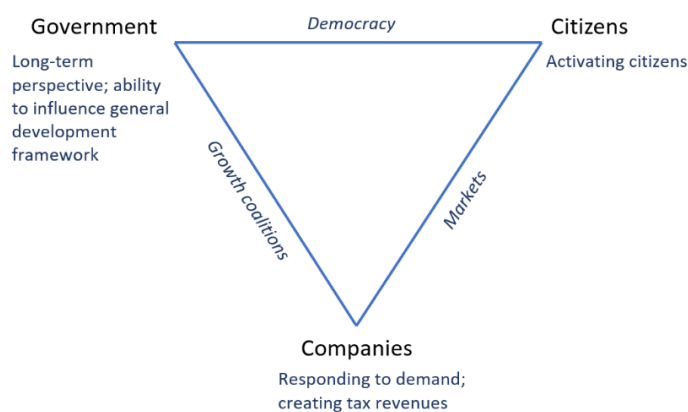 Government
Democracy
Citizens
Long-term
perspective; ability
to influence general
development
framework
Activating citizens
Growth coalitions
Markets
Companies
Responding to demand;
creating tax revenues